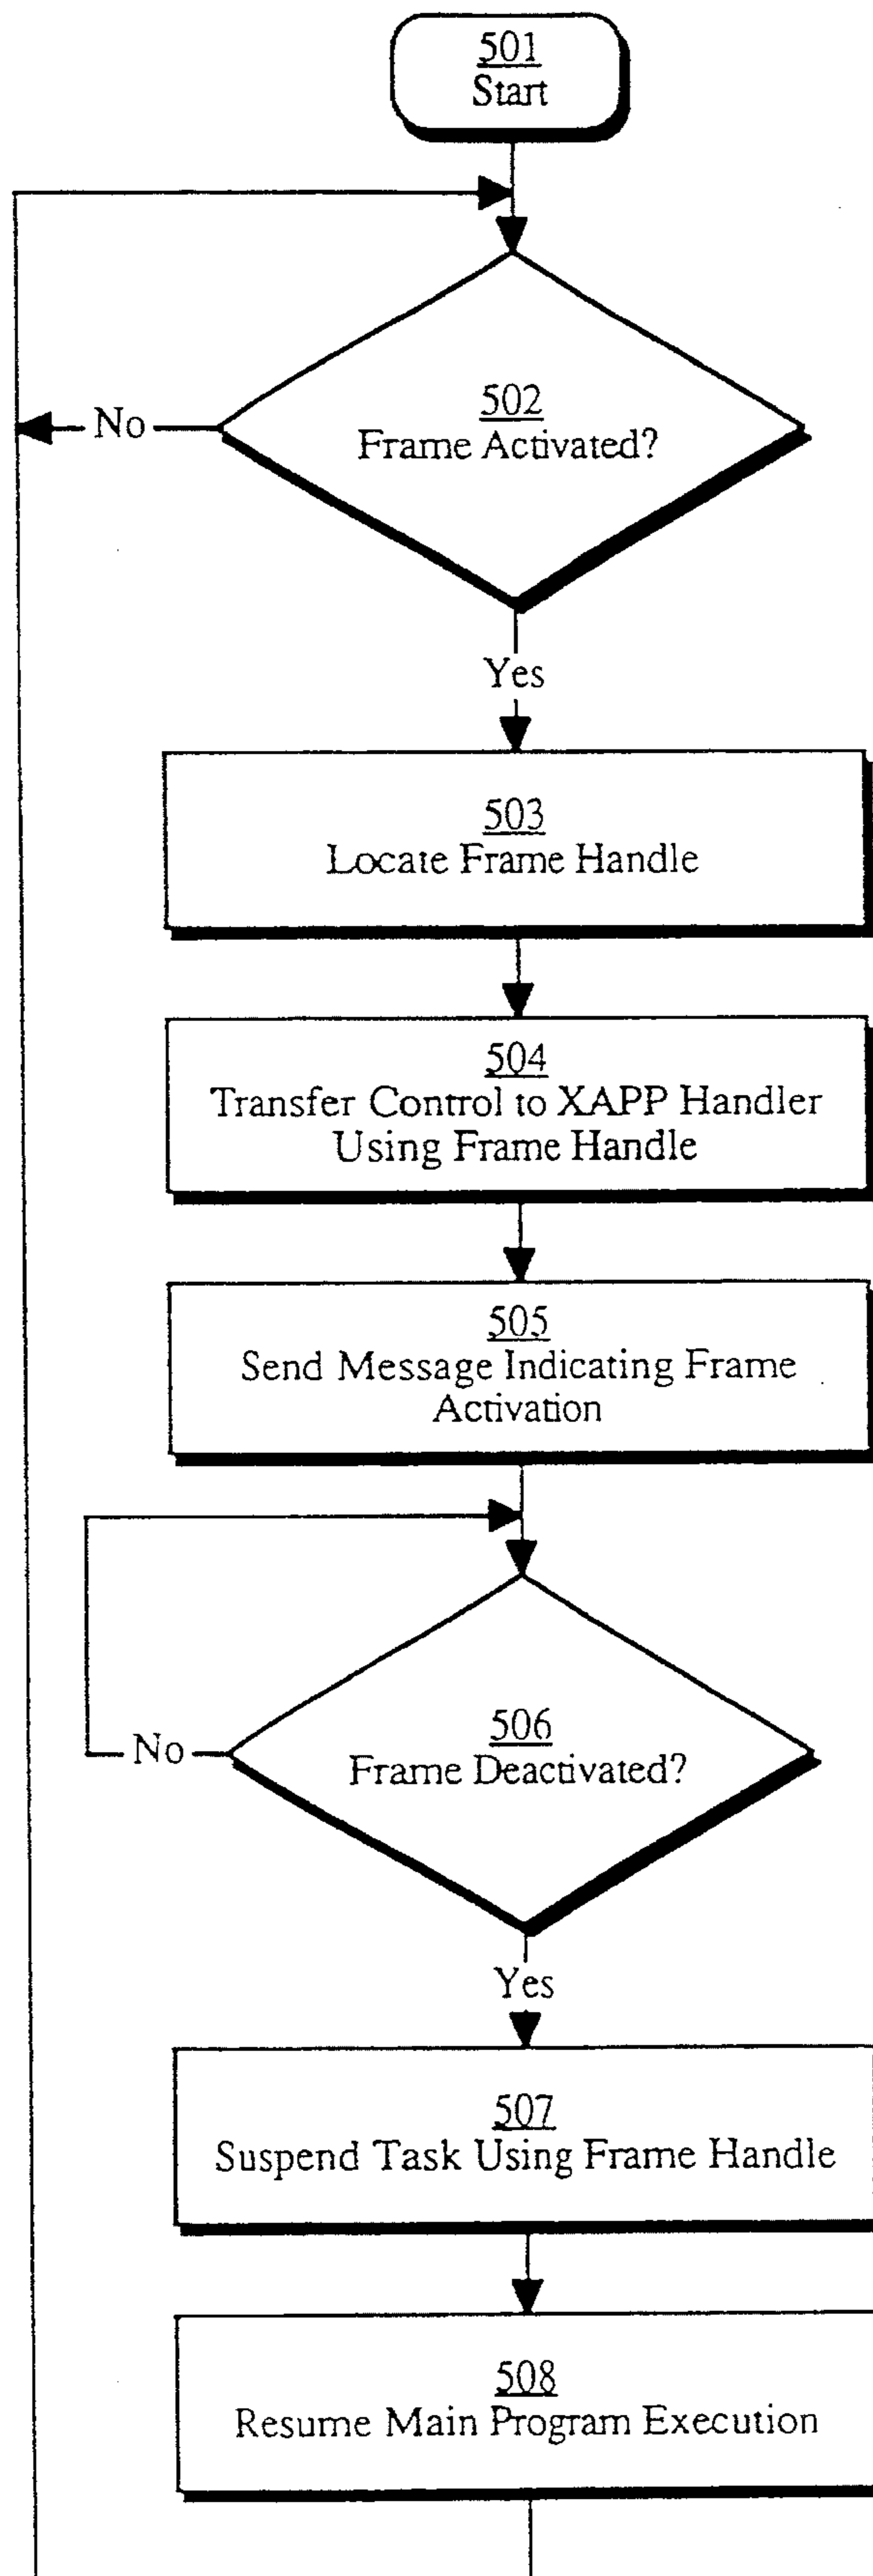 501
Start
502
Frame Activated?
No
Yes
503
Locate Frame Handle
504
Transfer Control to XAPP Handler
Using Frame Handle
505
Send Message Indicating Frame
Activation
506
Frame Deactivated?
No
Yes
507
Suspend Task Using Frame Handle
508
Resume Main Program Execution